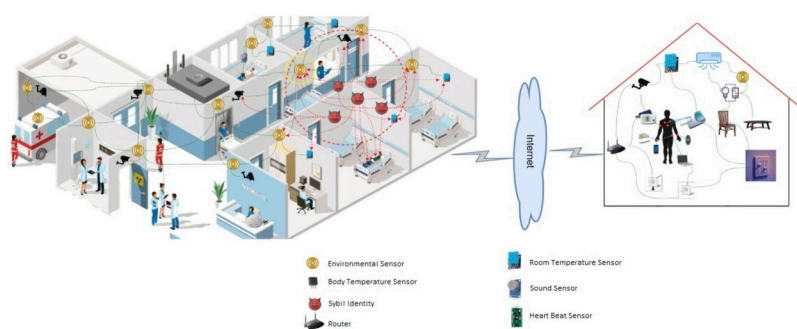 Internet
Environmental Sensor
Body Temperature Sensor
Sybil Identity
Router
Room Temperature Sensor
Sound Sensor
Heart Beat Sensor